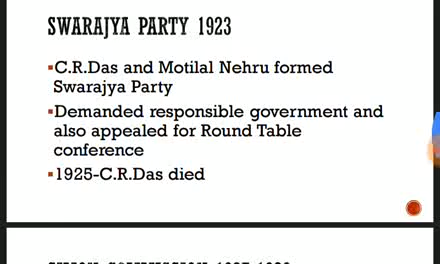 SWARAJYA PARTY 1923
▪C.R.Das and Motilal Nehru formed
Swarajya Party
▪Demanded responsible government and
also appealed for Round Table
conference
▪1925-C.R.Das died